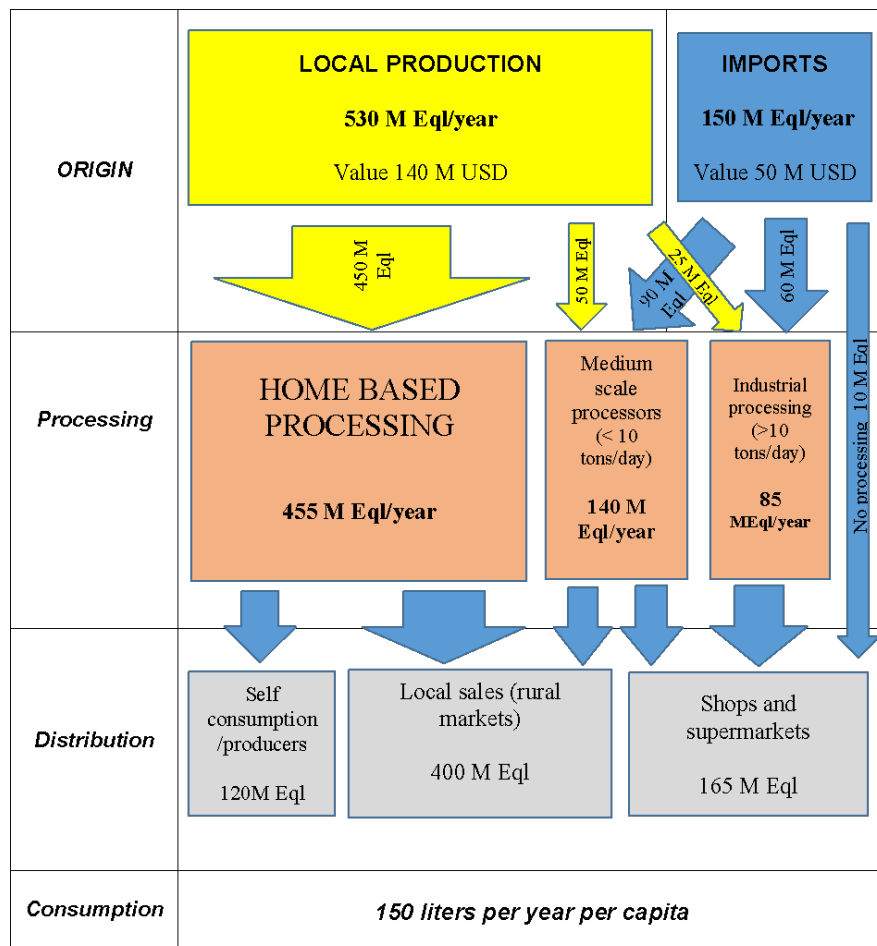 ORIGIN
LOCAL PRODUCTION
530 M Eql/year
Value 140 M USD
IMPORTS
150 M Eql/year
Value 50 M USD
450 M
Eql
50 M Eql
90 M
Eql
25 M Eql
60 M Eql
No processing 10 M Eql
Processing
HOME BASED
PROCESSING
455 M Eql/year
Medium
scale
processors
(< 10
tons/day)
140 M
Eql/year
Industrial
processing
(>10
tons/day)
85
MEql/year
Distribution
Self
consumption
/producers
120M Eql
Local sales (rural
markets)
400 M Eql
Shops and
supermarkets
165 M Eql
Consumption
150 liters per year per capita